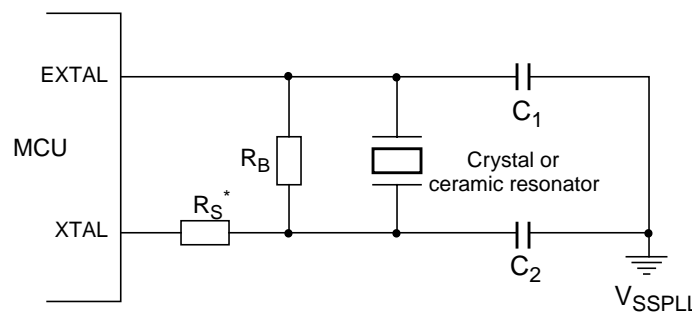 EXTAL
C1
MCU
RB
Crystal or
ceramic resonator
RS*
XTAL
C2
VSSPLL